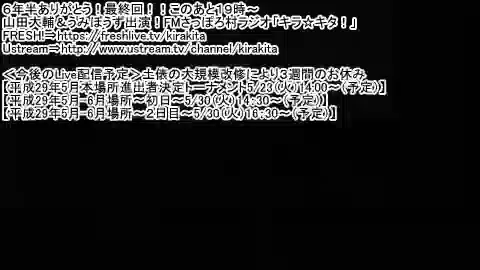 6年半ありがとう！最終回！！このあと19時～
山田大輔＆うみぼうず出演！FMさっぽろ村ラジオ「キラ☆キタ！」
FRESH!⇒https://freshlive.tv/kirakita
Ustream⇒http://www.ustream.tv/channel/kirakita
＜今後のLive配信予定＞土俵の大規模改修により3週間のお休み
【平成29年5月本場所進出者決定トーナメント5/23(火)14:00～(予定)】
【平成29年5月-6月場所～初日～5/30(火)14:30～(予定)】
【平成29年5月-6月場所～2日目～5/30(火)16:30～(予定)】